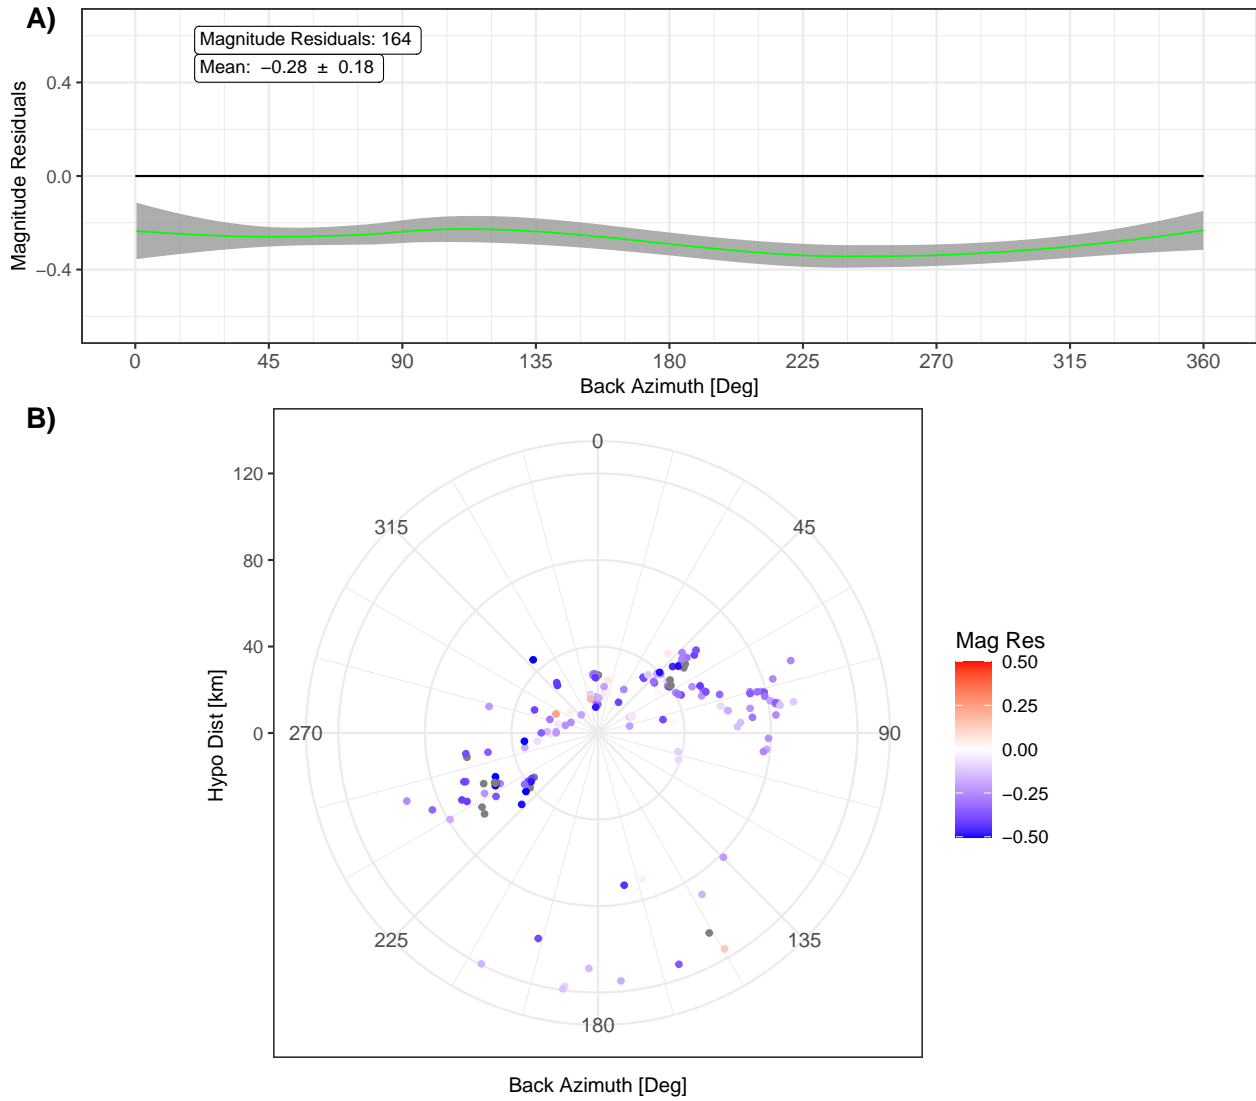 A)
Magnitude Residuals: 164
Mean: −0.28 ± 0.18
0.4
0.0
−0.4
Magnitude Residuals
0 45 90 135 180 225 270 315 360
Back Azimuth [Deg]
B)
120
80
40
0
Hypo Dist [km]
0
45
90
135
180
225
270
315
Back Azimuth [Deg]
Mag Res
0.50
0.25
0.00
−0.25
−0.50